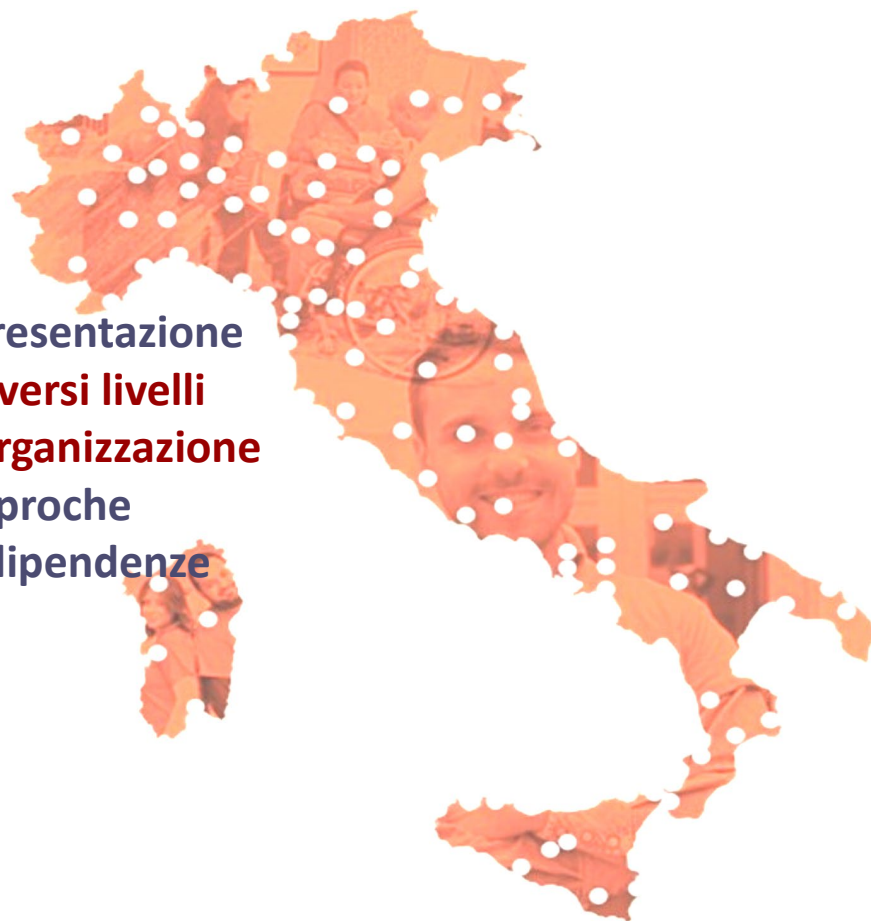 resentazione
versi livelli
rganizzazione
proche
dipendenze